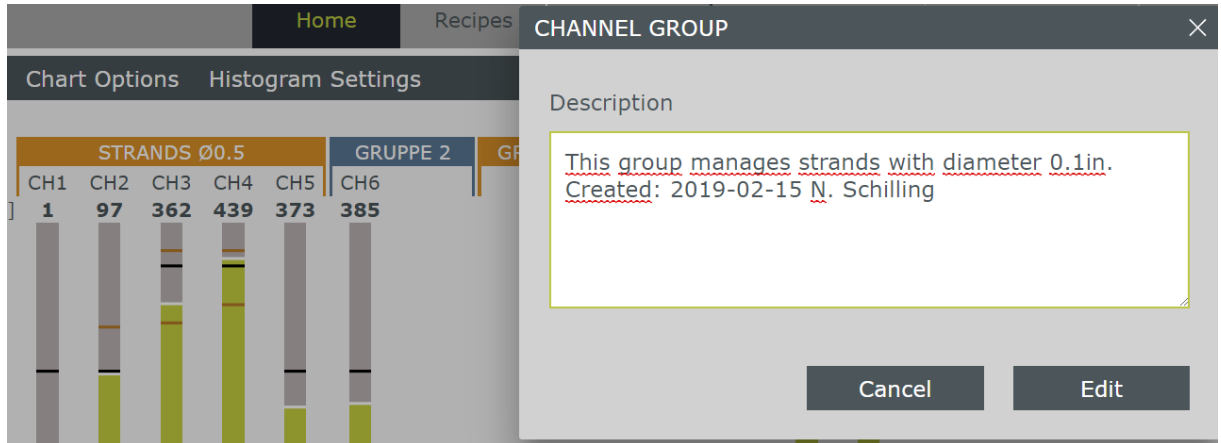 Home Recipes
CHANNEL GROUP
Chart Options Histogram Settings
Description
STRANDS Ø0.5 GRUPPE 2
CH1 CH2 CH3 CH4 CH5 CH6
1 97 362 439 373 385
This group manages strands with diameter 0.1in.
Created: 2019-02-15 N. Schilling
Cancel Edit